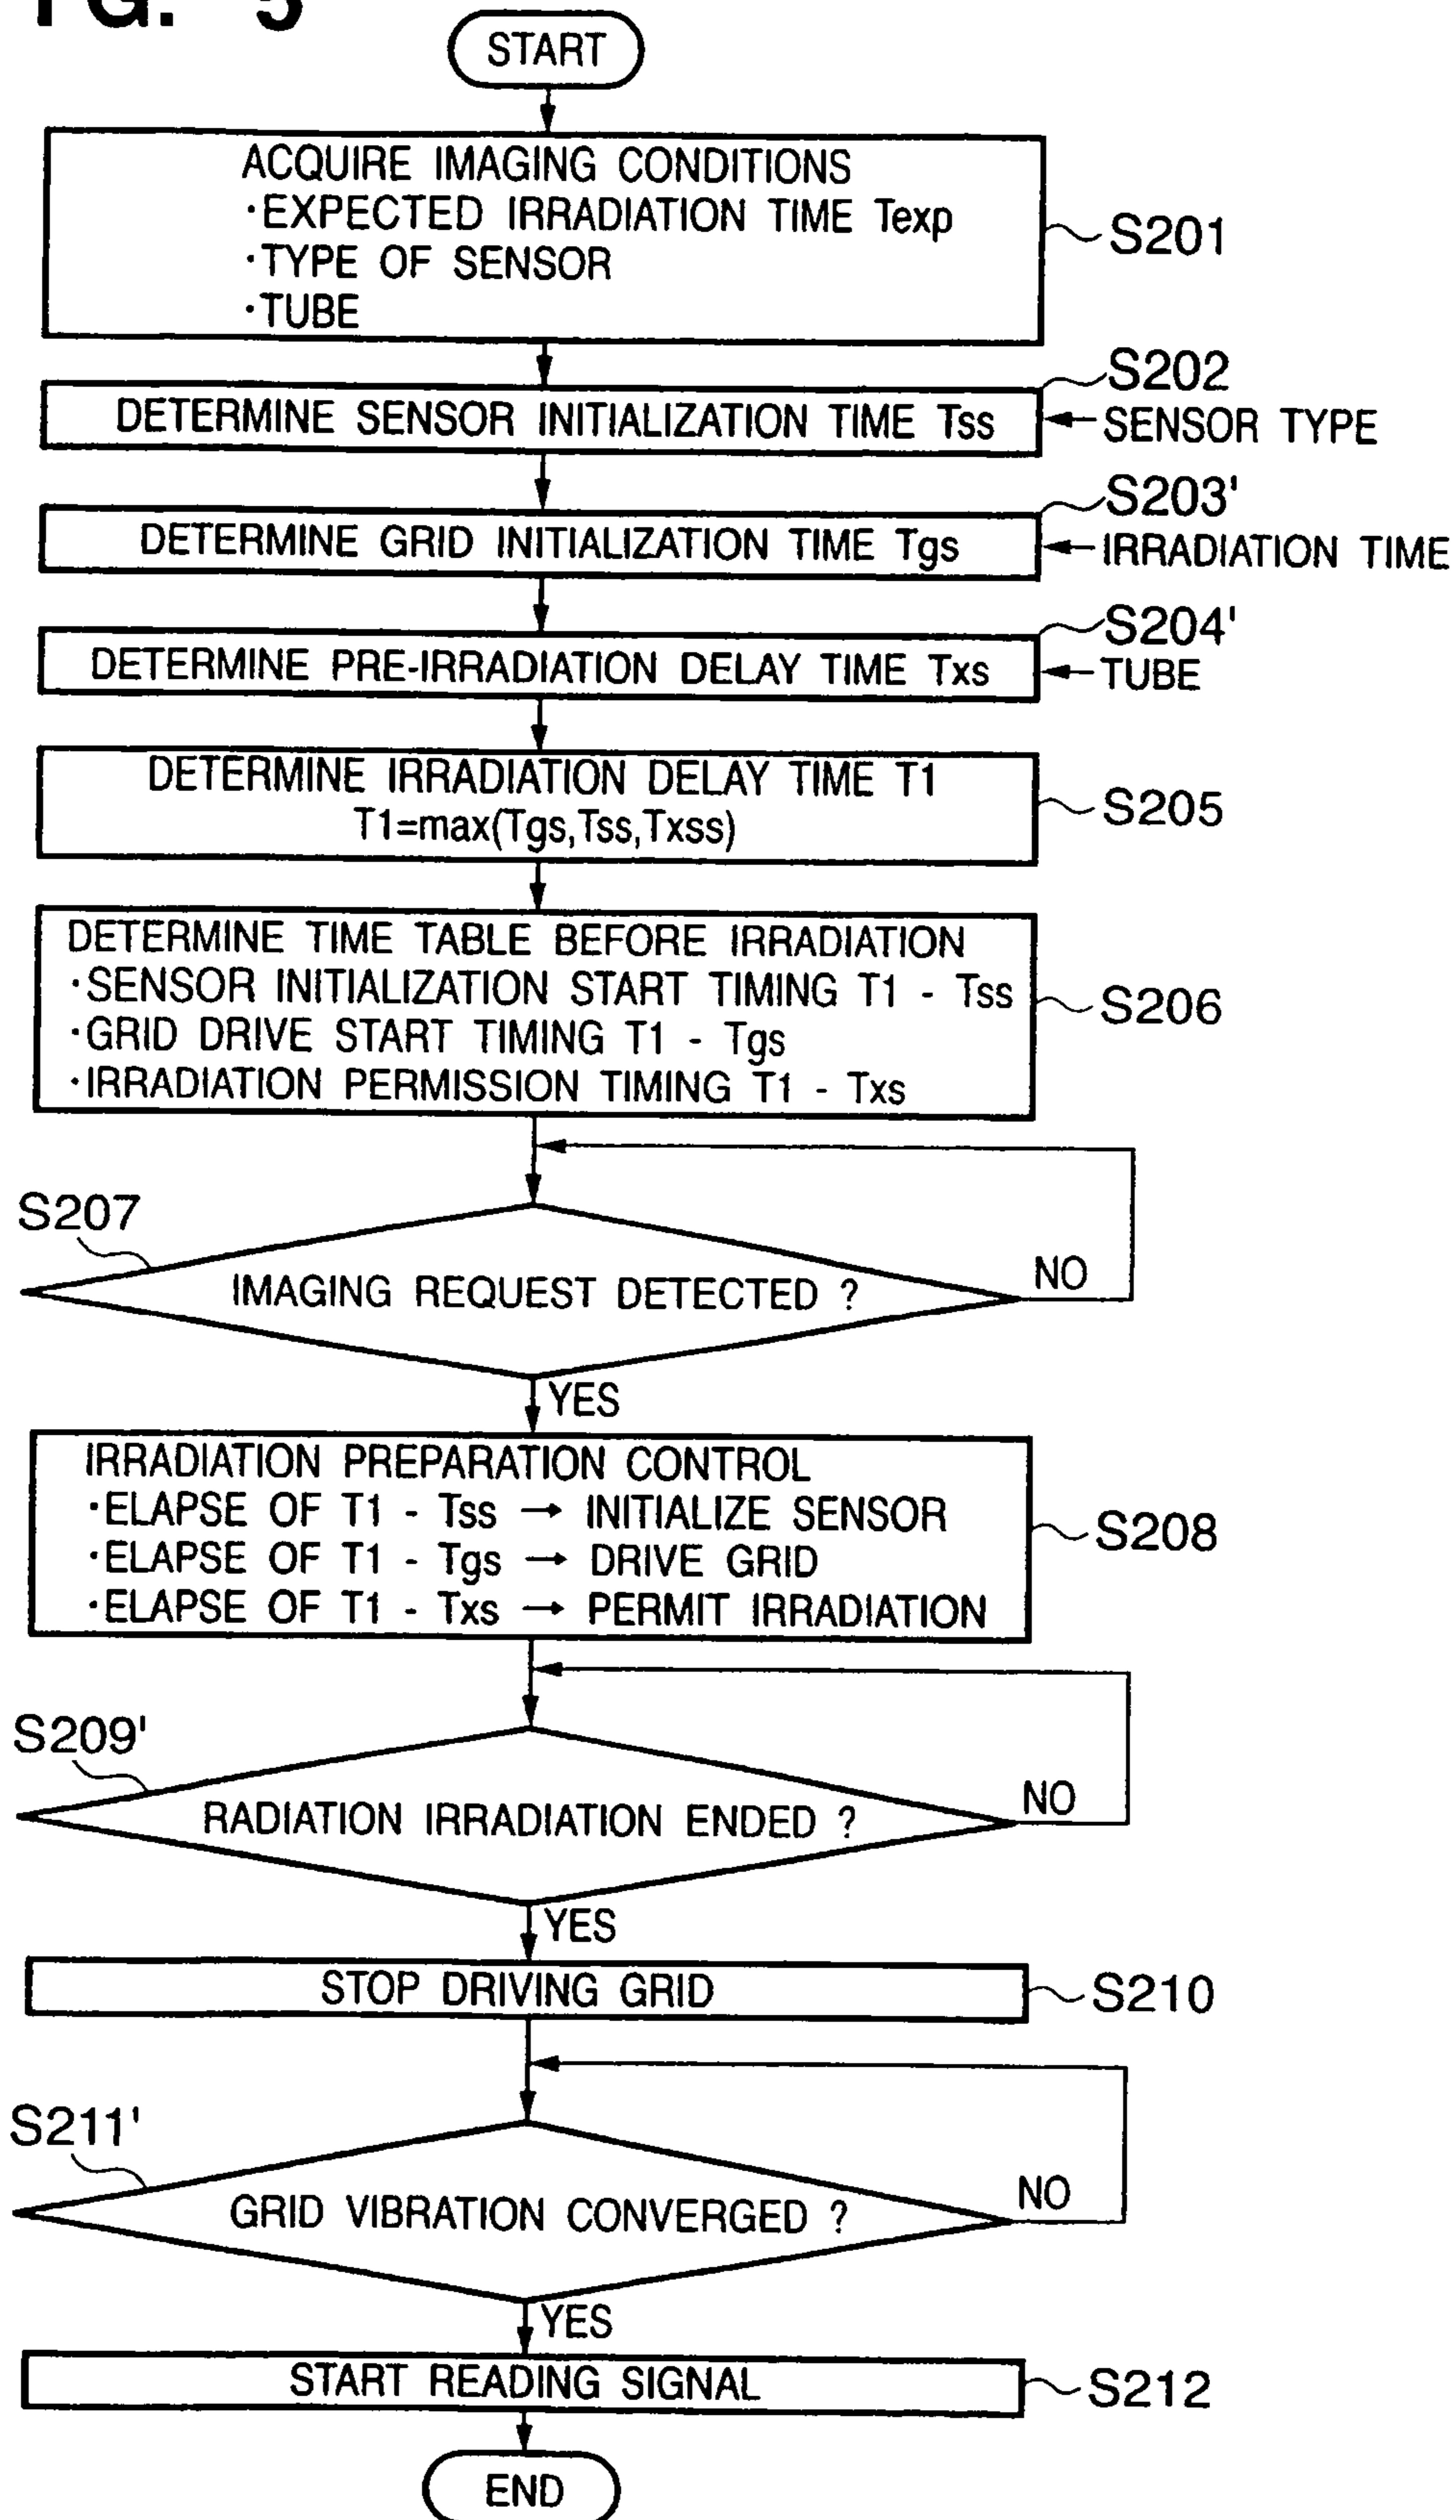 FIG. 5
START
ACQUIRE IMAGING CONDITIONS
·EXPECTED IRRADIATION TIME Texp
·TYPE OF SENSOR
·TUBE
S201
S202
DETERMINE SENSOR INITIALIZATION TIME Tss
SENSOR TYPE
S203'
DETERMINE GRID INITIALIZATION TIME Tgs
IRRADIATION TIME
S204'
DETERMINE PRE-IRRADIATION DELAY TIME Txs
TUBE
DETERMINE IRRADIATION DELAY TIME T1
T1=max(Tgs,Tss,Txss)
S205
DETERMINE TIME TABLE BEFORE IRRADIATION
·SENSOR INITIALIZATION START TIMING T1 - Tss
·GRID DRIVE START TIMING T1 - Tgs
·IRRADIATION PERMISSION TIMING T1 - Txs
S206
S207
IMAGING REQUEST DETECTED ?
NO
YES
IRRADIATION PREPARATION CONTROL
·ELAPSE OF T1 - Tss → INITIALIZE SENSOR
·ELAPSE OF T1 - Tgs → DRIVE GRID
·ELAPSE OF T1 - Txs → PERMIT IRRADIATION
S208
S209'
RADIATION IRRADIATION ENDED ?
NO
YES
STOP DRIVING GRID
S210
S211'
GRID VIBRATION CONVERGED ?
NO
YES
START READING SIGNAL
S212
END